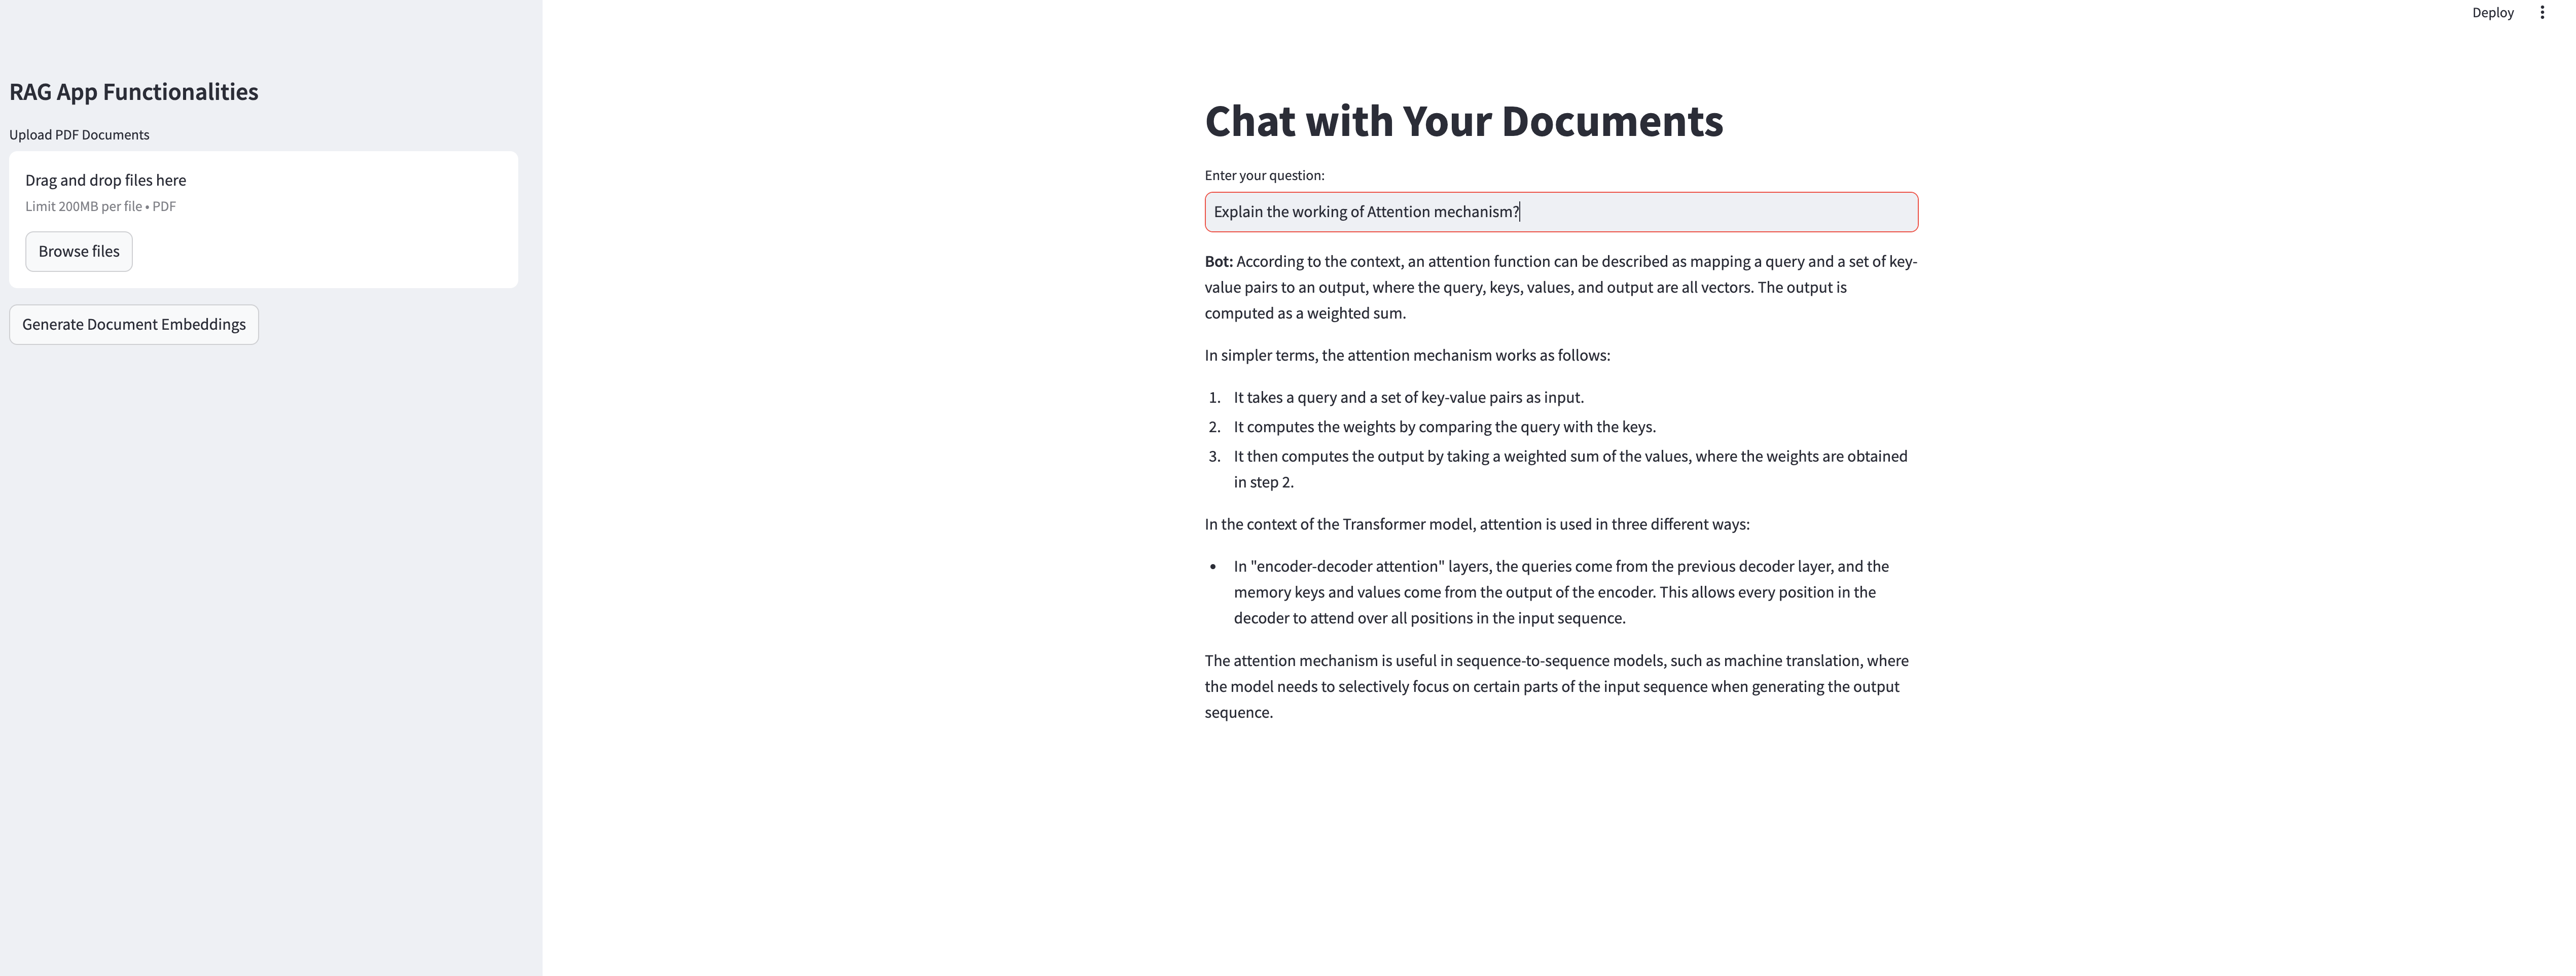 Deploy
RAG App Functionalities
Upload PDF Documents
Drag and drop files here
Limit 200MB per file • PDF
Browse files
Generate Document Embeddings
Chat with Your Documents
Enter your question:
Explain the working of Attention mechanism?
Bot: According to the context, an attention function can be described as mapping a query and a set of key-
value pairs to an output, where the query, keys, values, and output are all vectors. The output is
computed as a weighted sum.
In simpler terms, the attention mechanism works as follows:
1. It takes a query and a set of key-value pairs as input.
2. It computes the weights by comparing the query with the keys.
3. It then computes the output by taking a weighted sum of the values, where the weights are obtained
in step 2.
In the context of the Transformer model, attention is used in three different ways:
• In "encoder-decoder attention" layers, the queries come from the previous decoder layer, and the
memory keys and values come from the output of the encoder. This allows every position in the
decoder to attend over all positions in the input sequence.
The attention mechanism is useful in sequence-to-sequence models, such as machine translation, where
the model needs to selectively focus on certain parts of the input sequence when generating the output
sequence.